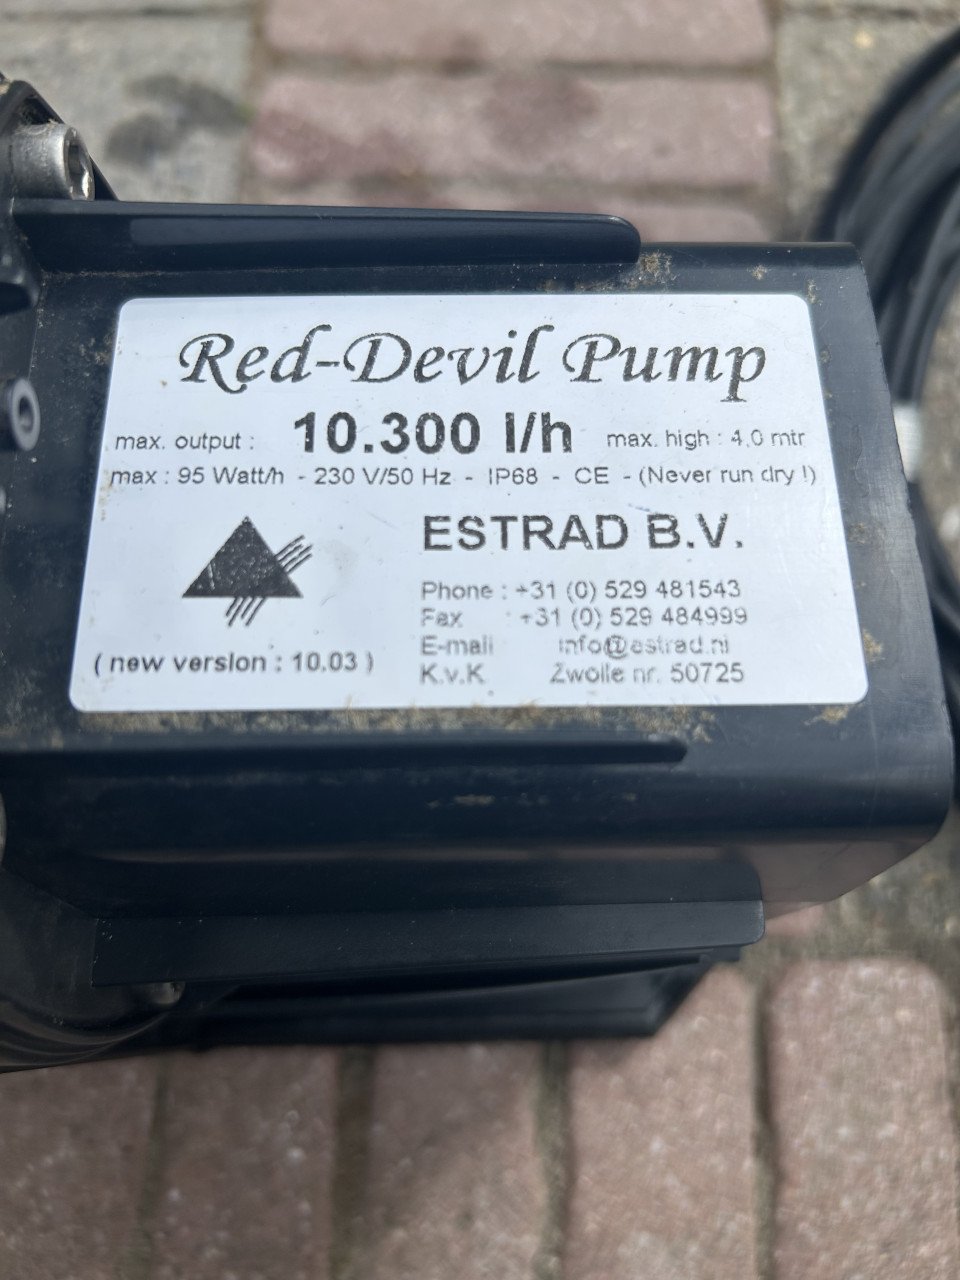 Red-Devil Pump
max. output : 10.300 l/h max. high : 4,0 mtr
max : 95 Watt/h - 230 V/50 Hz - IP68 - CE - (Never run dry !)
ESTRAD B.V.
Phone : +31 (0) 529 481543
Fax +31 (0) 529 484999
E-mail info@estrad.nl
(new version : 10.03 )
K.v.K Zwolle nr. 50725